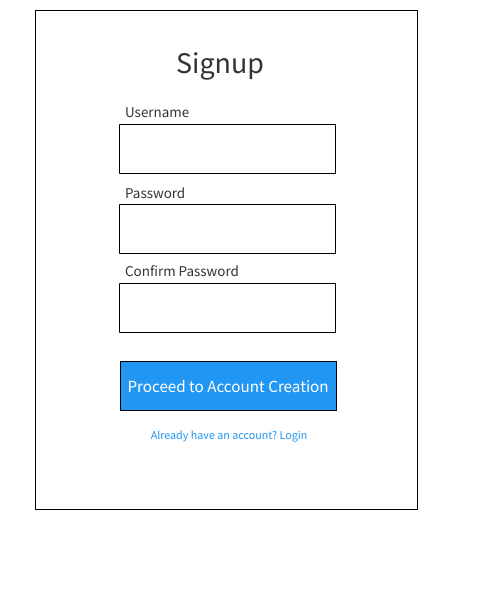 Signup
Username
Password
Confirm Password
Proceed to Account Creation
Already have an account? Login